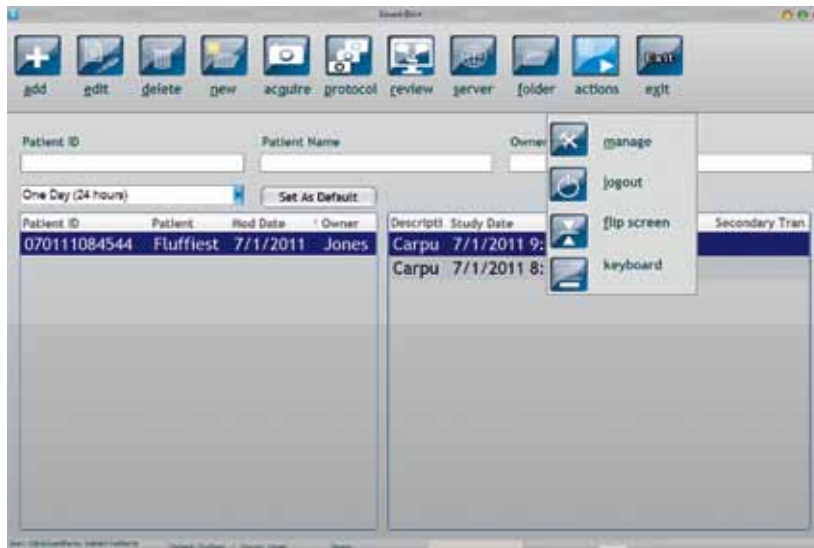 add edit delete new acquire protocol review server folder actions exit
Patient ID Patient Name Owner
manage
logout
flip screen
keyboard
One Day (24 hours) Set As Default
Patient ID Patient Mod Date Owner Descripti Study Date Secondary Tran
070111084544 Fluffiest 7/1/2011 Jones Carpu 7/1/2011 9:
Carpu 7/1/2011 8: